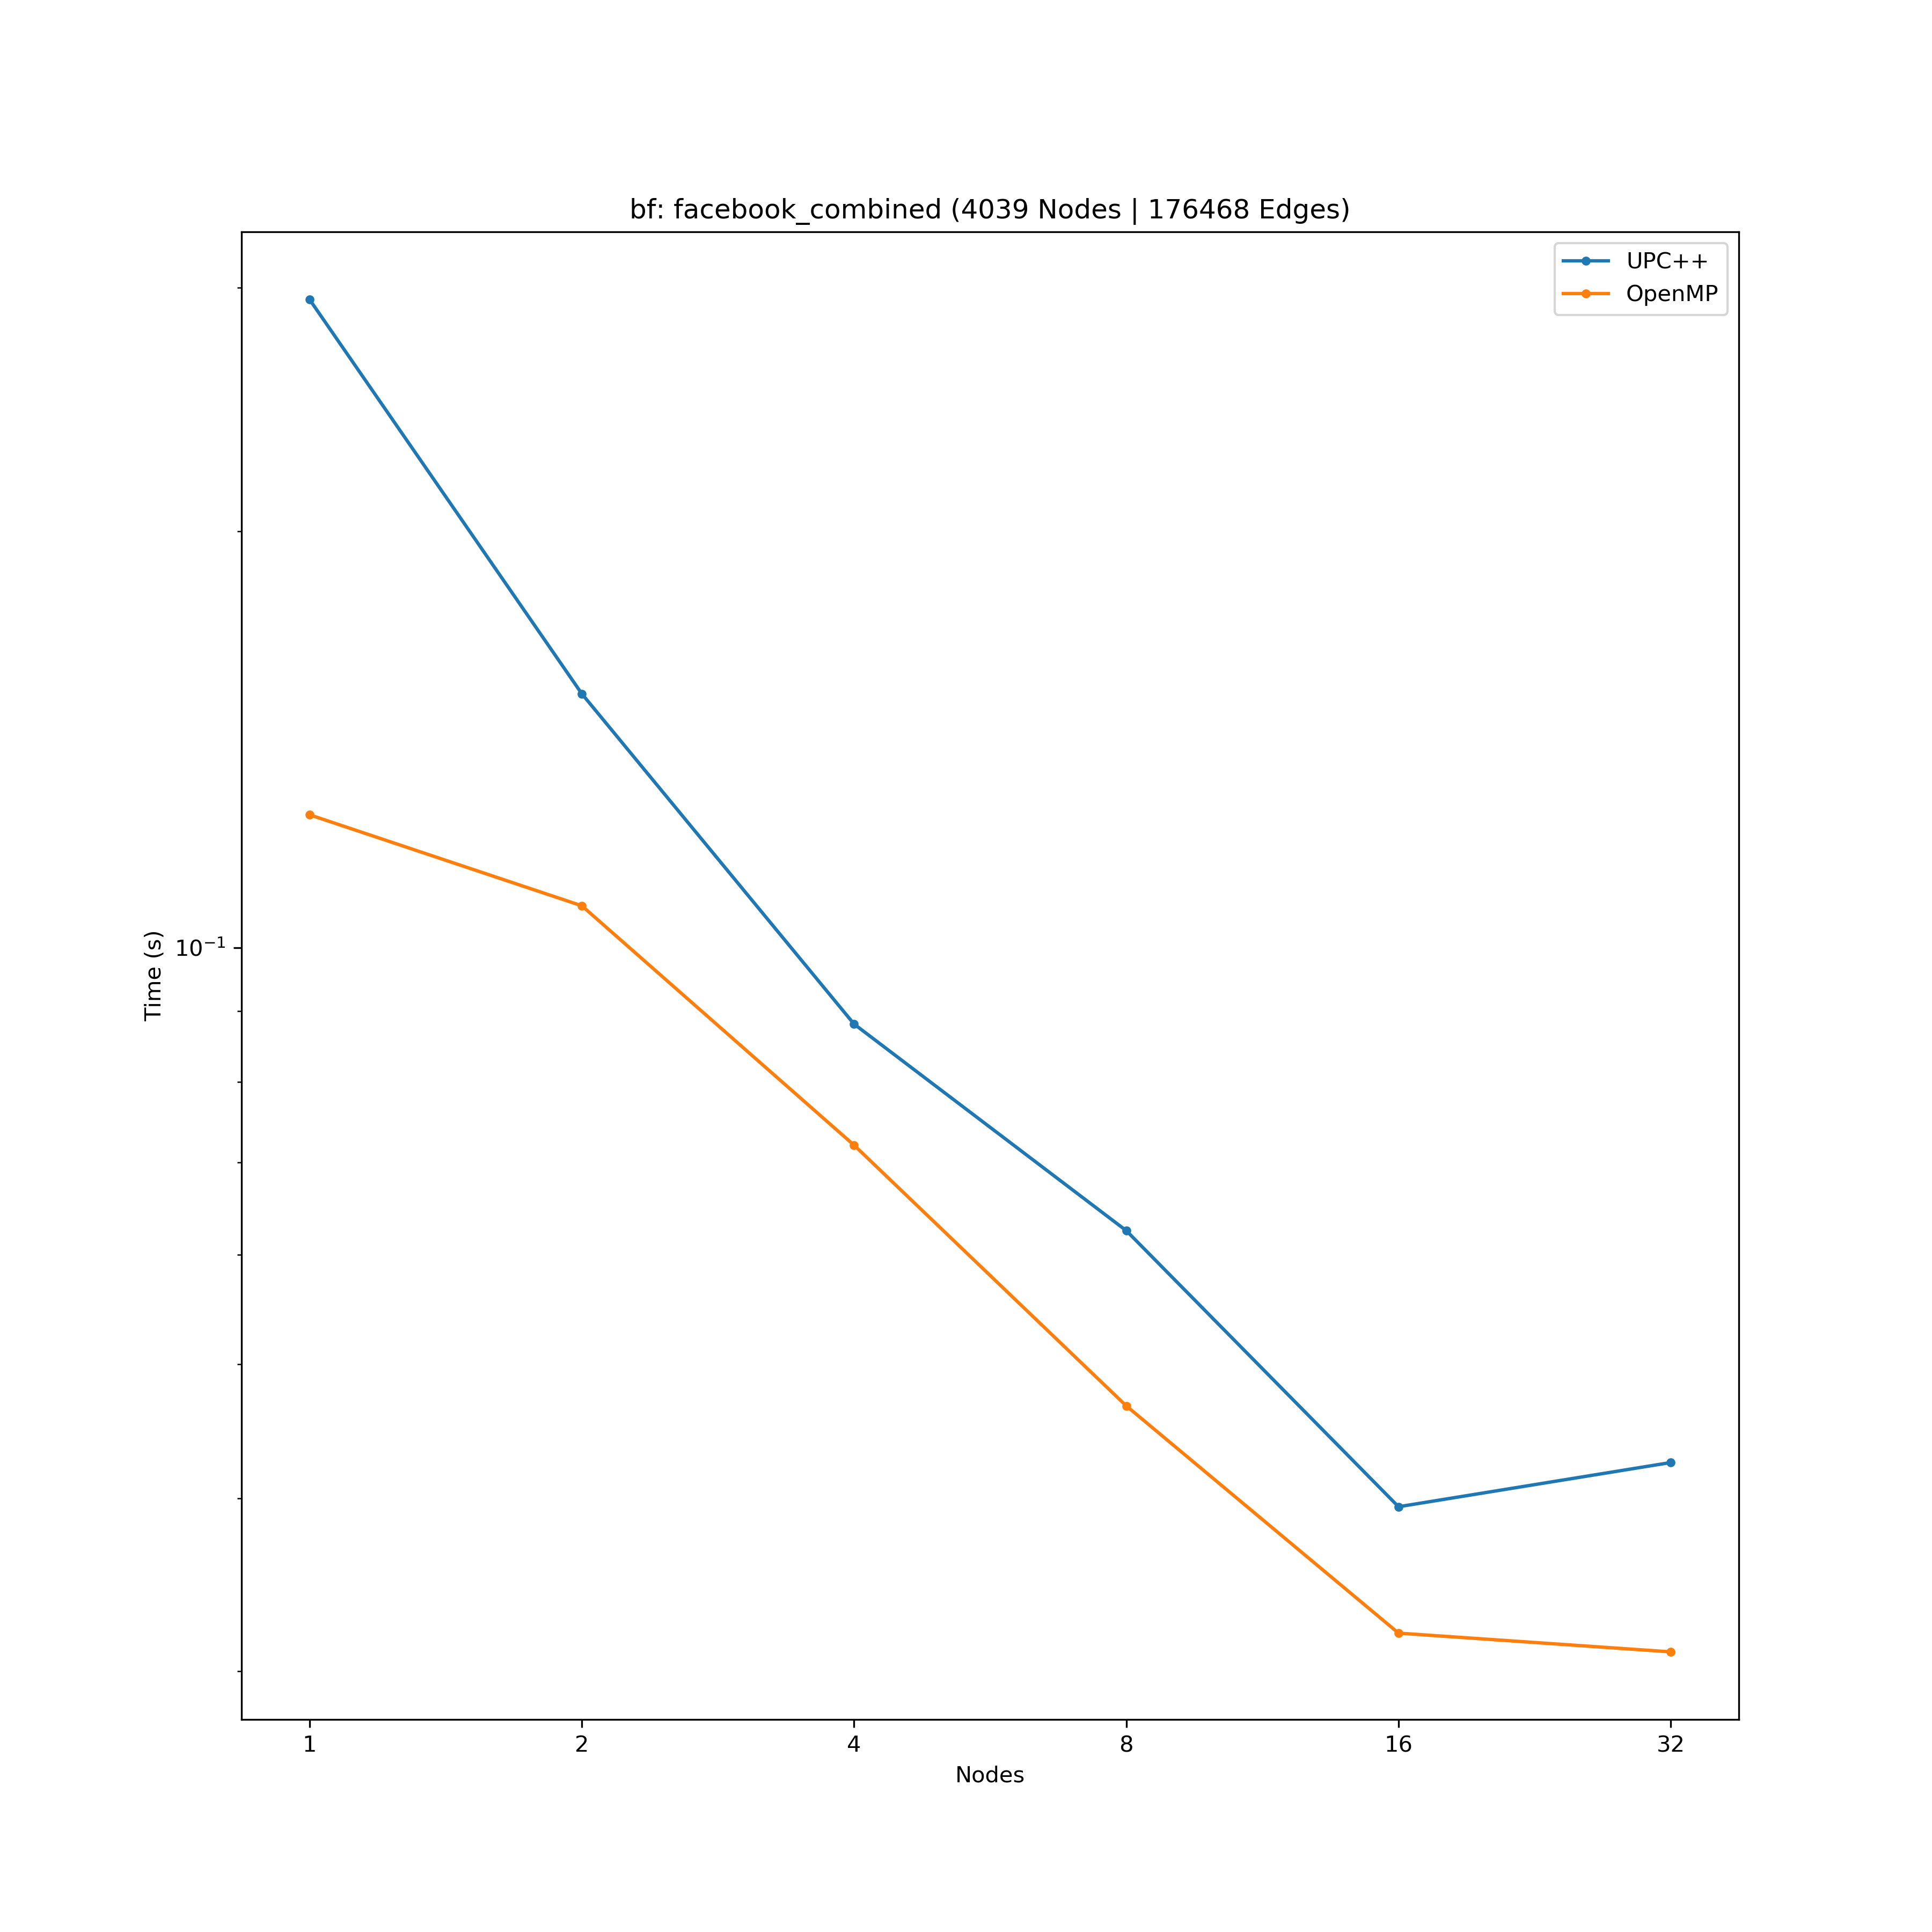 bf: facebook_combined (4039 Nodes | 176468 Edges)
UPC++
OpenMP
Time (s)
10⁻¹
1 2 4 8 16 32
Nodes